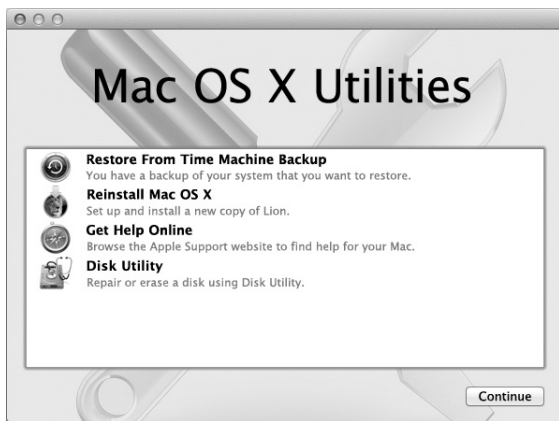 Mac OS X Utilities
Restore From Time Machine Backup
You have a backup of your system that you want to restore.
Reinstall Mac OS X
Set up and install a new copy of Lion.
Get Help Online
Browse the Apple Support website to find help for your Mac.
Disk Utility
Repair or erase a disk using Disk Utility.
Continue